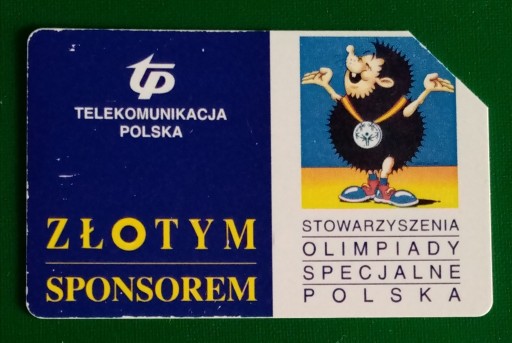 tp
TELEKOMUNIKACJA
POLSKA
ZŁOTYM
SPONSOREM
STOWARZYSZENIA
OLIMPIADY
SPECJALNE
POLSKA